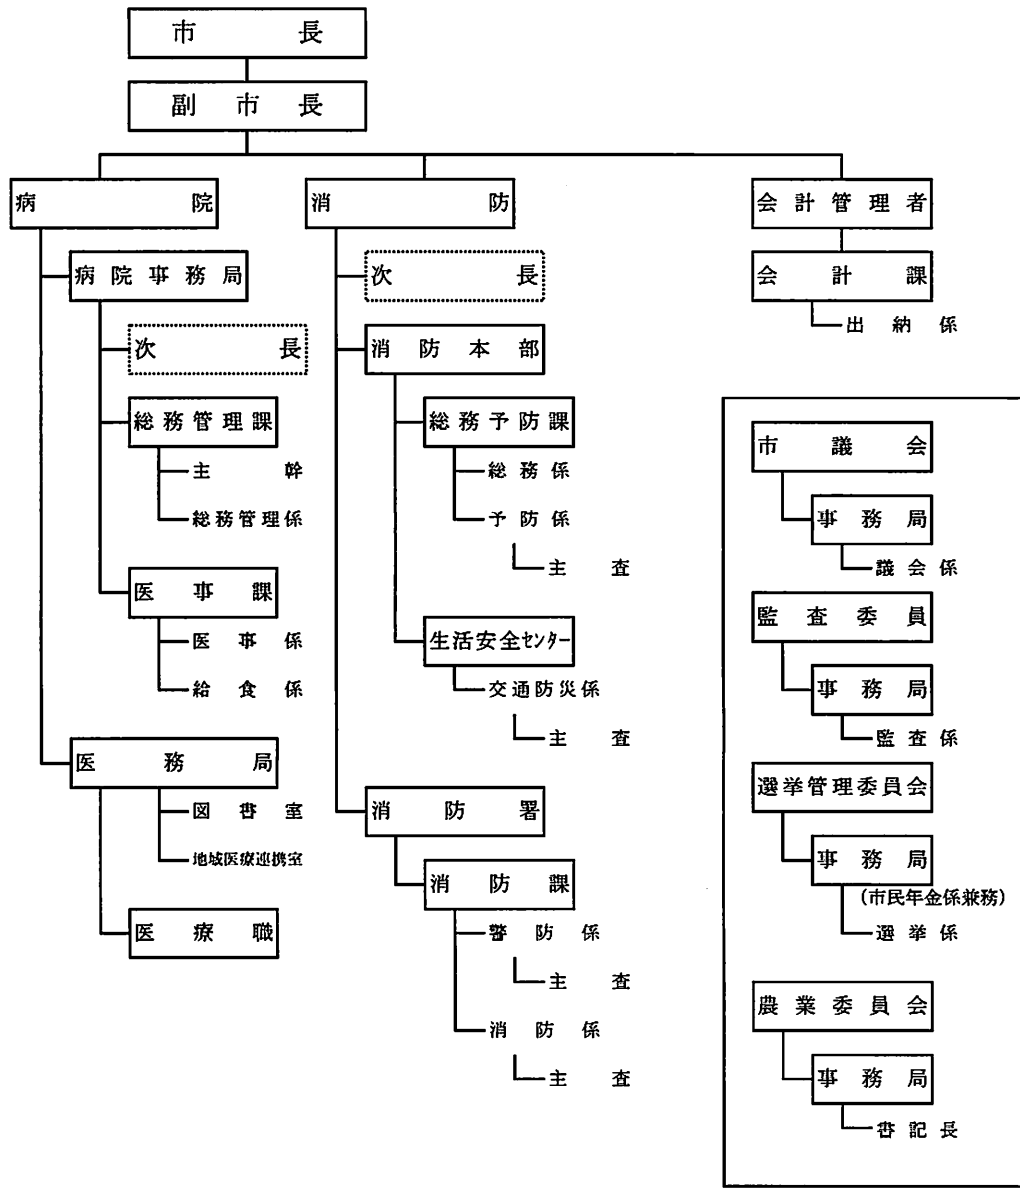 市長
副市長
病院
病院事務局
次長
総務管理課
主幹
総務管理係
医事課
医事係
給食係
医務局
図書室
地域医療連携室
医療職
消防
次長
消防本部
総務予防課
総務係
予防係
主査
生活安全センター
交通防災係
主査
消防署
消防課
警防係
主査
消防係
主査
会計管理者
会計課
出納係
市議会
事務局
議会係
監査委員
事務局
監査係
選挙管理委員会
事務局
(市民年金係兼務)
選挙係
農業委員会
事務局
書記長